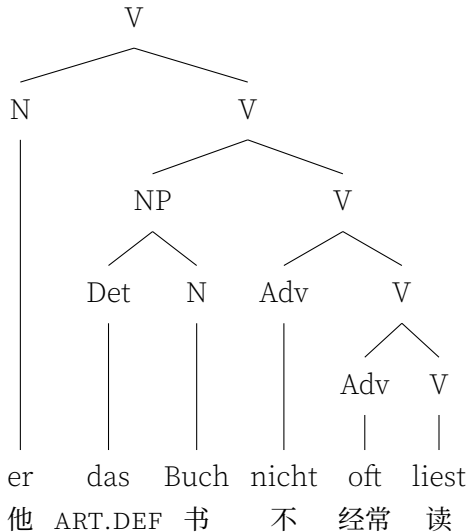 V
N V
NP V
Det N Adv V
Adv V
er das Buch nicht oft liest
他 ART.DEF 书 不 经常 读